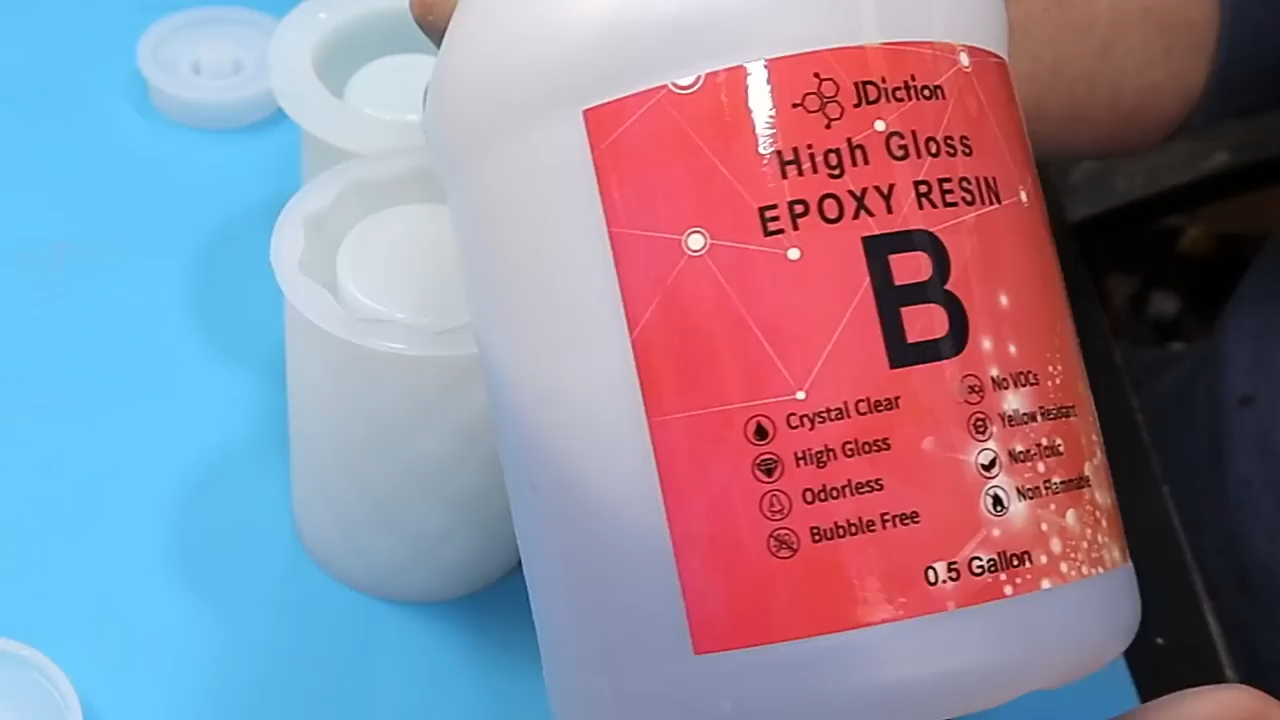 JDiction
High Gloss
EPOXY RESIN
B
Crystal Clear
High Gloss
Odorless
Bubble Free
No VOCs
Yellow Resistant
Non-Toxic
Non Flammable
0.5 Gallon